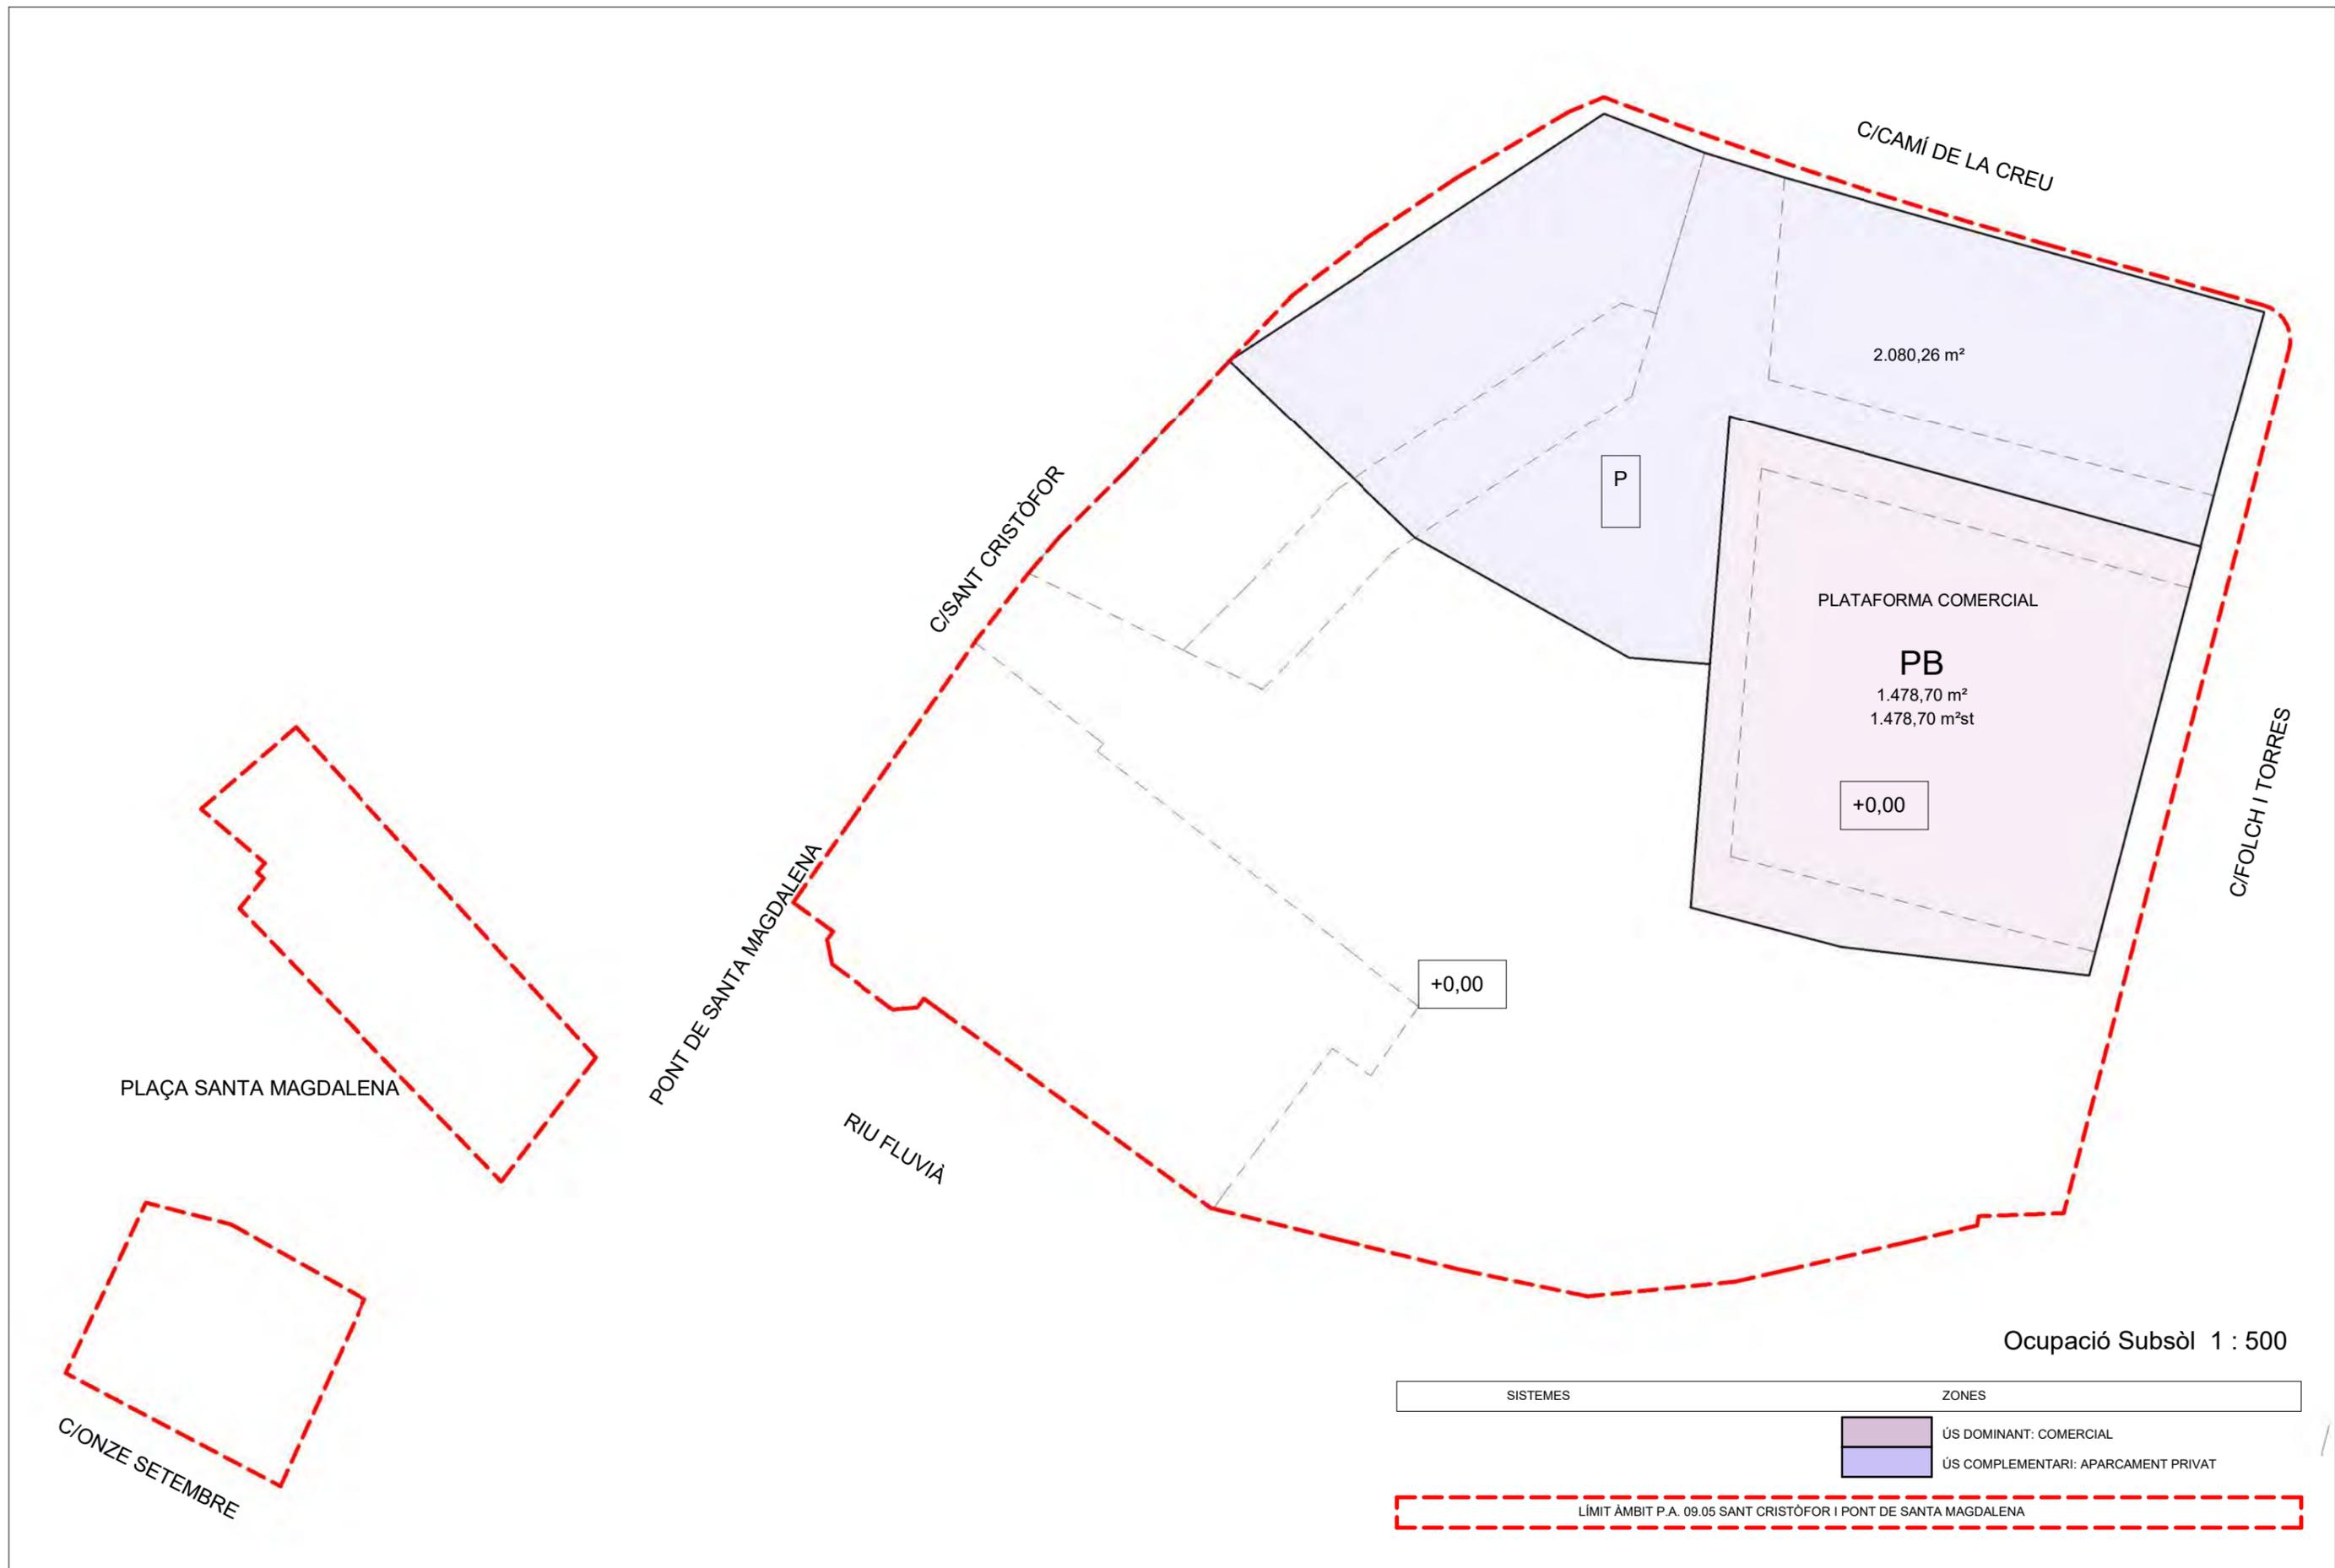 C/CAMÍ DE LA CREU
2.080,26 m²
P
C/SANT CRISTÒFOR
PLATAFORMA COMERCIAL
PB
1.478,70 m²
1.478,70 m²st
+0,00
C/FOLCH I TORRES
PONT DE SANTA MAGDALENA
+0,00
PLAÇA SANTA MAGDALENA
RIU FLUVIÀ
C/ONZE SETEMBRE
Ocupació Subsòl 1 : 500
SISTEMES
ZONES
ÚS DOMINANT: COMERCIAL
ÚS COMPLEMENTARI: APARCAMENT PRIVAT
LÍMIT ÀMBIT P.A. 09.05 SANT CRISTÒFOR I PONT DE SANTA MAGDALENA